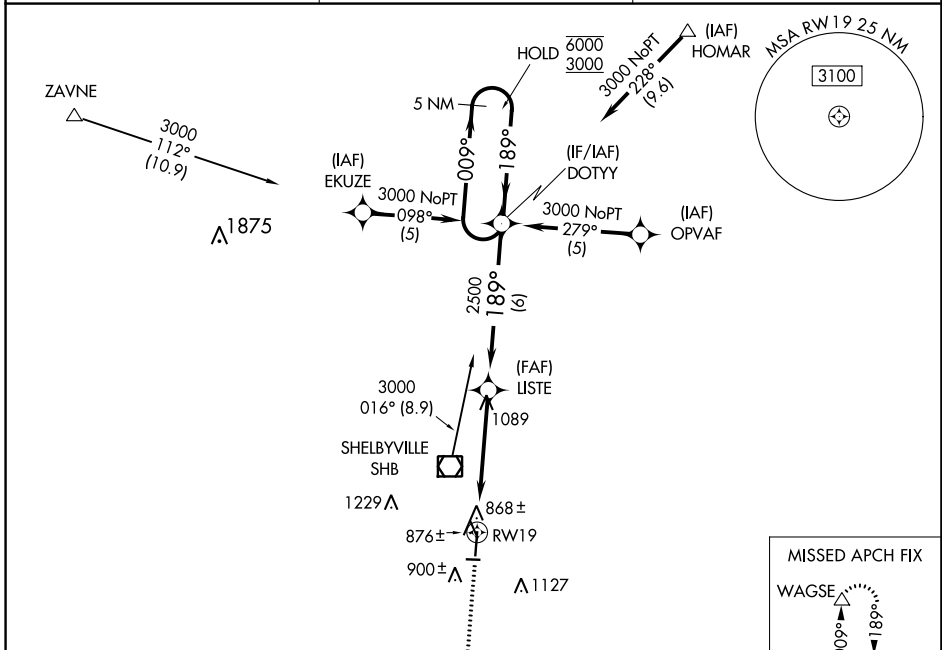 HOLD 6000
3000
(IAF)
HOMAR
3000 NoPT
228°
(9.6)
MSA RW19 25 NM
3100
ZAVNE
3000
112°
(10.9)
5 NM
009°
189°
(IF/IAF)
DOTYY
(IAF)
EKUZE
3000 NoPT
098°
(5)
3000 NoPT
279°
(5)
(IAF)
OPVAF
1875
2500
189°
(6)
(FAF)
LISTE
1089
3000
016° (8.9)
SHELBYVILLE
SHB
1229
868±
876±
RW19
900±
1127
MISSED APCH FIX
WAGSE
009°
189°